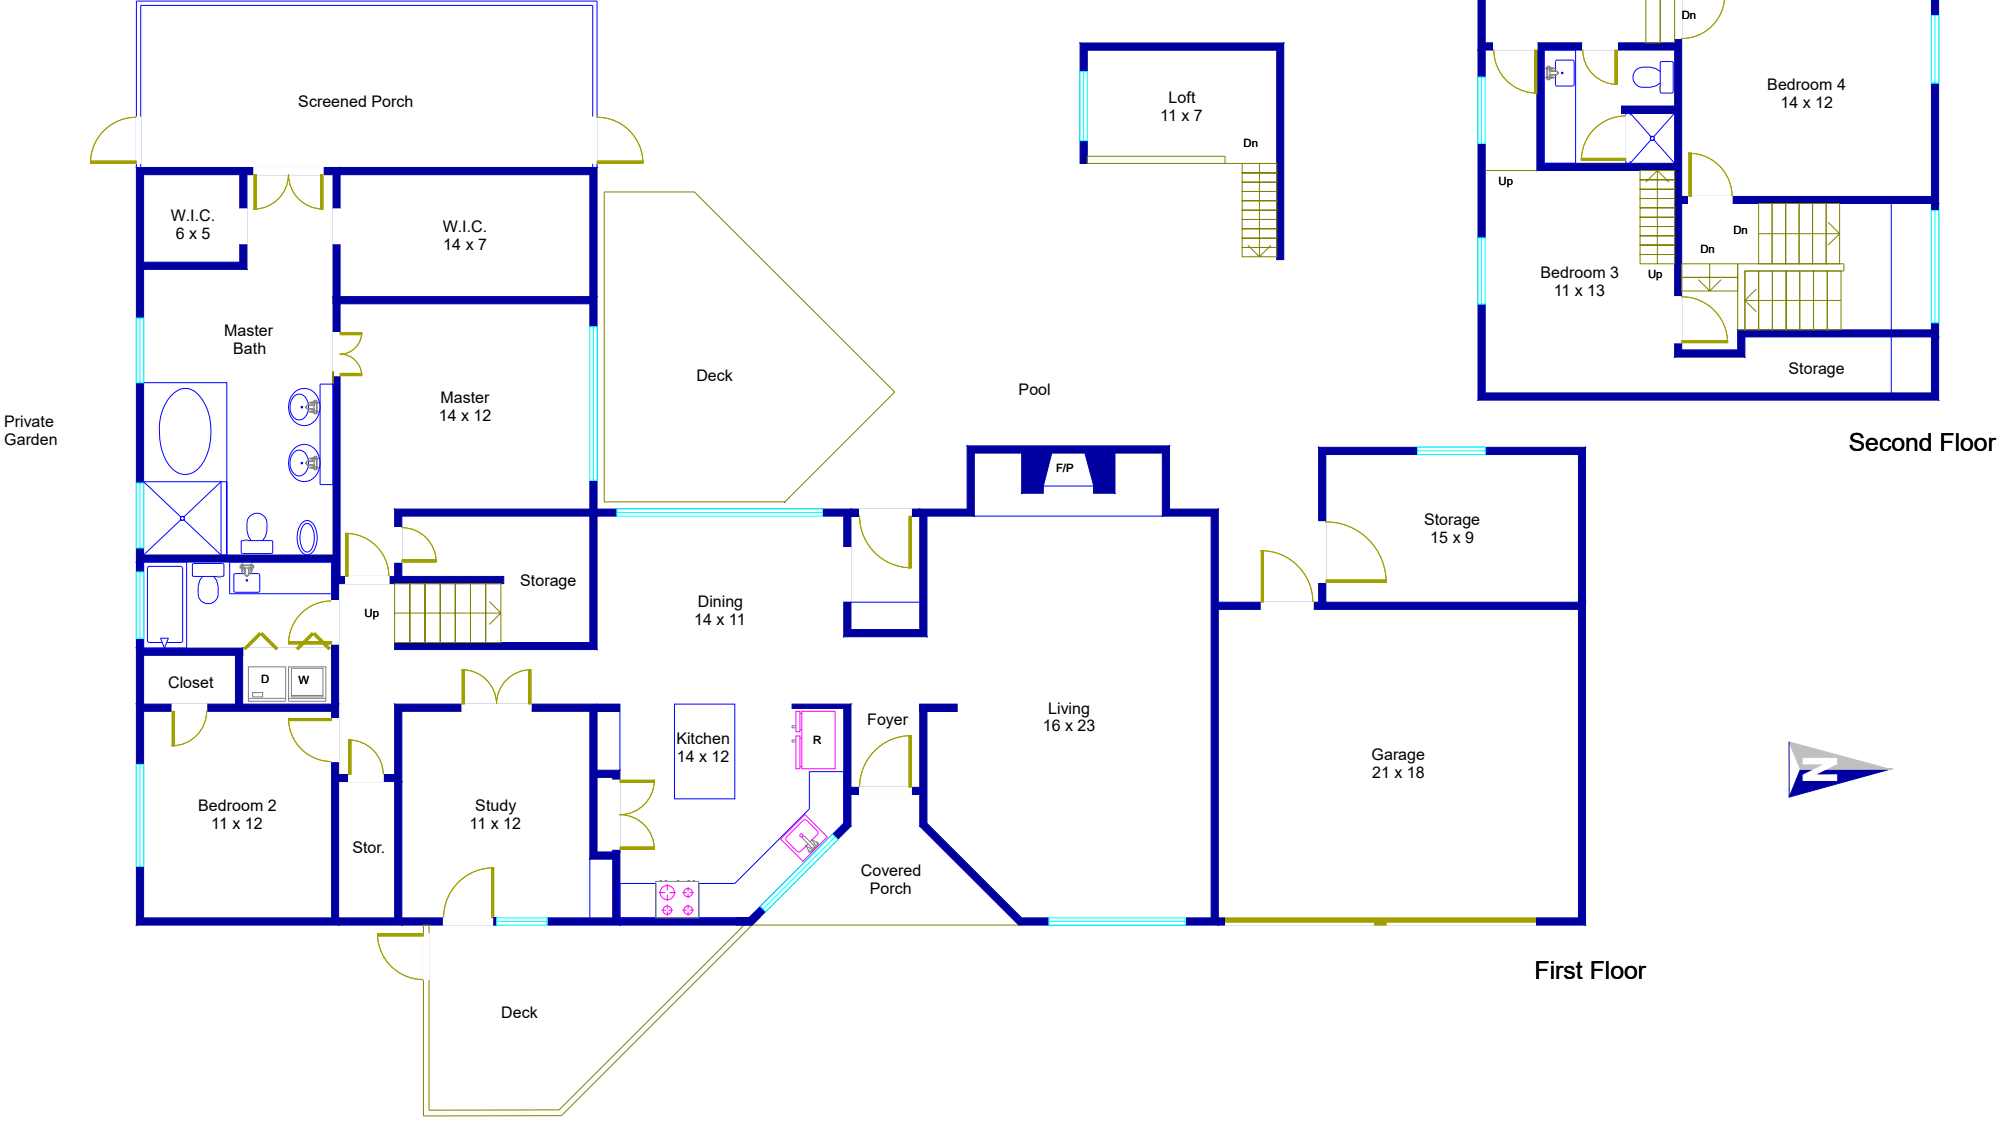 Dn
Screened Porch
Loft
11 x 7
Dn
Bedroom 4
14 x 12
Up
W.I.C.
6 x 5
W.I.C.
14 x 7
Dn
Dn
Bedroom 3
11 x 13
Up
Master
Bath
Deck
Pool
Storage
Master
14 x 12
Private
Garden
Second Floor
F/P
Storage
15 x 9
Storage
Up
Dining
14 x 11
Closet
D
W
Foyer
Living
16 x 23
Kitchen
14 x 12
R
Garage
21 x 18
N
Bedroom 2
11 x 12
Study
11 x 12
Stor.
Covered
Porch
First Floor
Deck